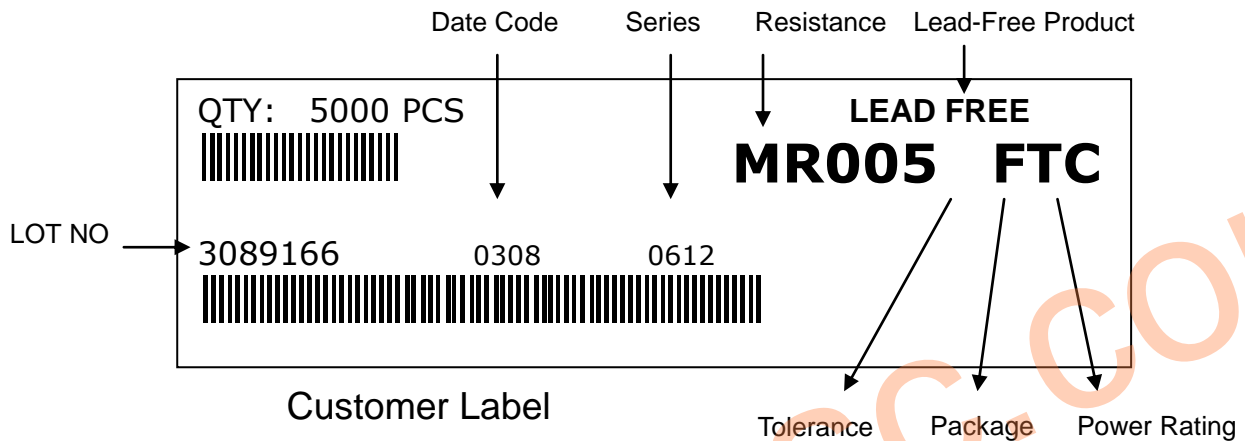 Date Code Series Resistance Lead-Free Product
QTY: 5000 PCS LEAD FREE
MR005 FTC
LOT NO 3089166 0308 0612
Customer Label
Tolerance Package Power Rating